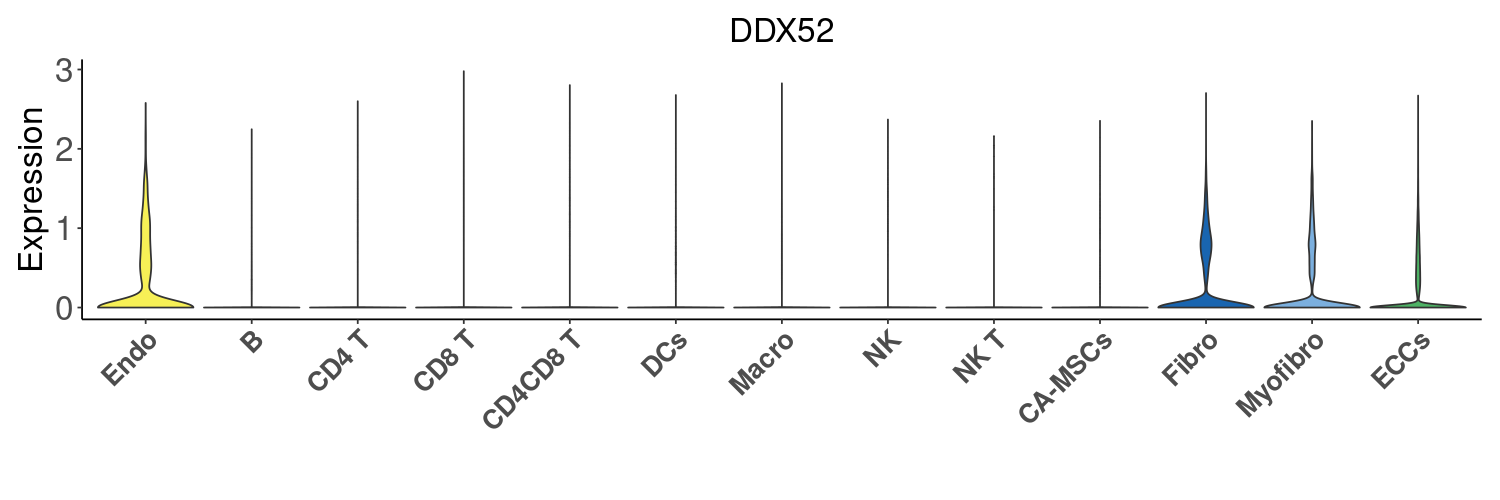 DDX52
Expression
3
2
1
0
Endo
B
CD4 T
CD8 T
CD4CD8 T
DCs
Macro
NK
NK T
CA-MSCs
Fibro
Myofibro
ECCs